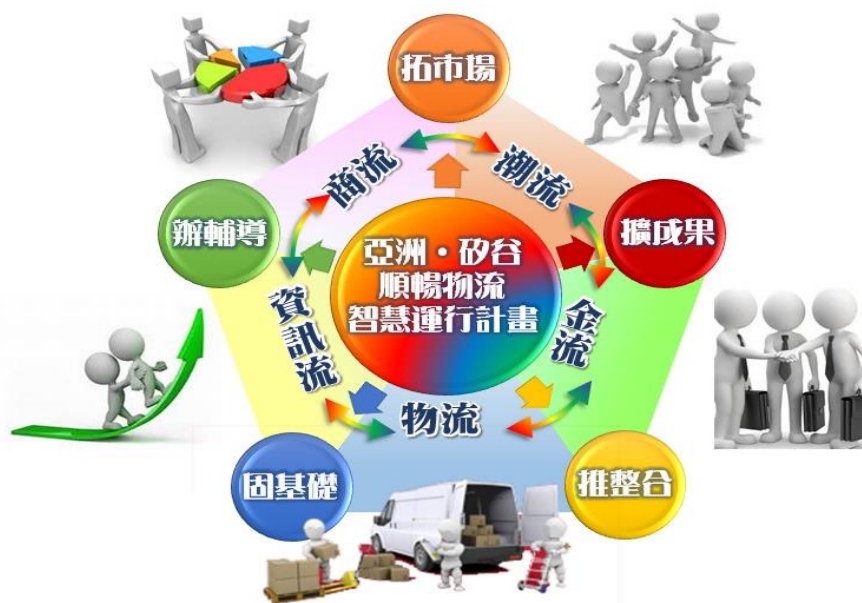 拓市場
商流
潮流
辦輔導
擴成果
亞洲・矽谷
順暢物流
智慧運行計畫
資訊流
金流
物流
固基礎
推整合